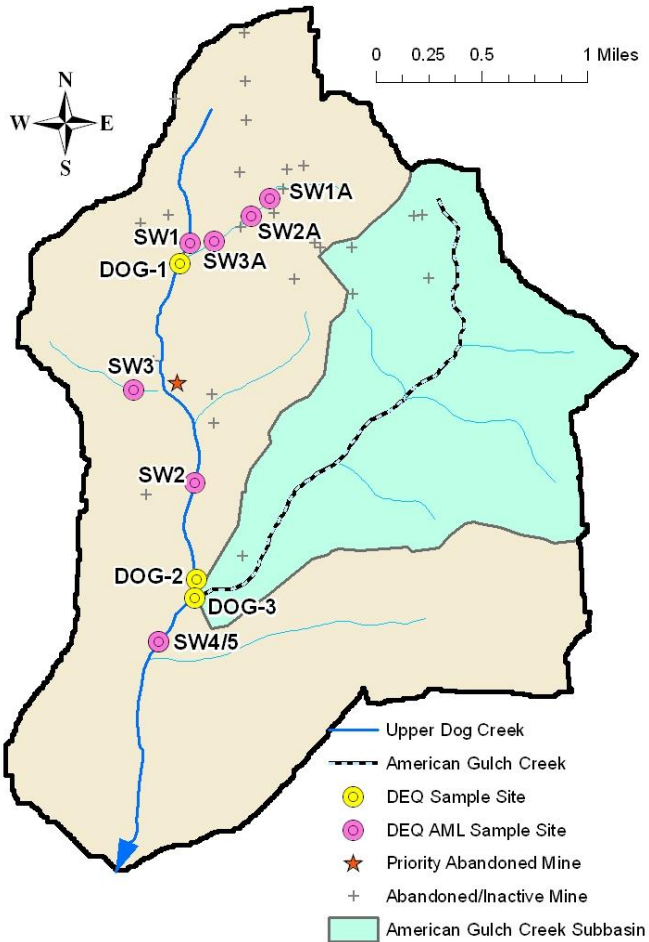 0 0.25 0.5 1 Miles
N
W E
S
SW1A
SW2A
SW1
SW3A
DOG-1
SW3
SW2
DOG-2
DOG-3
SW4/5
Upper Dog Creek
American Gulch Creek
DEQ Sample Site
DEQ AML Sample Site
Priority Abandoned Mine
Abandoned/Inactive Mine
American Gulch Creek Subbasin